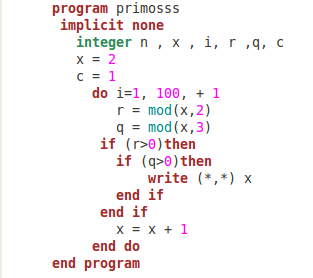 program primosss
implicit none
integer n , x , i, r ,q, c
x = 2
c = 1
do i=1, 100, + 1
r = mod(x,2)
q = mod(x,3)
if (r>0)then
if (q>0)then
write (*,*) x
end if
end if
x = x + 1
end do
end program